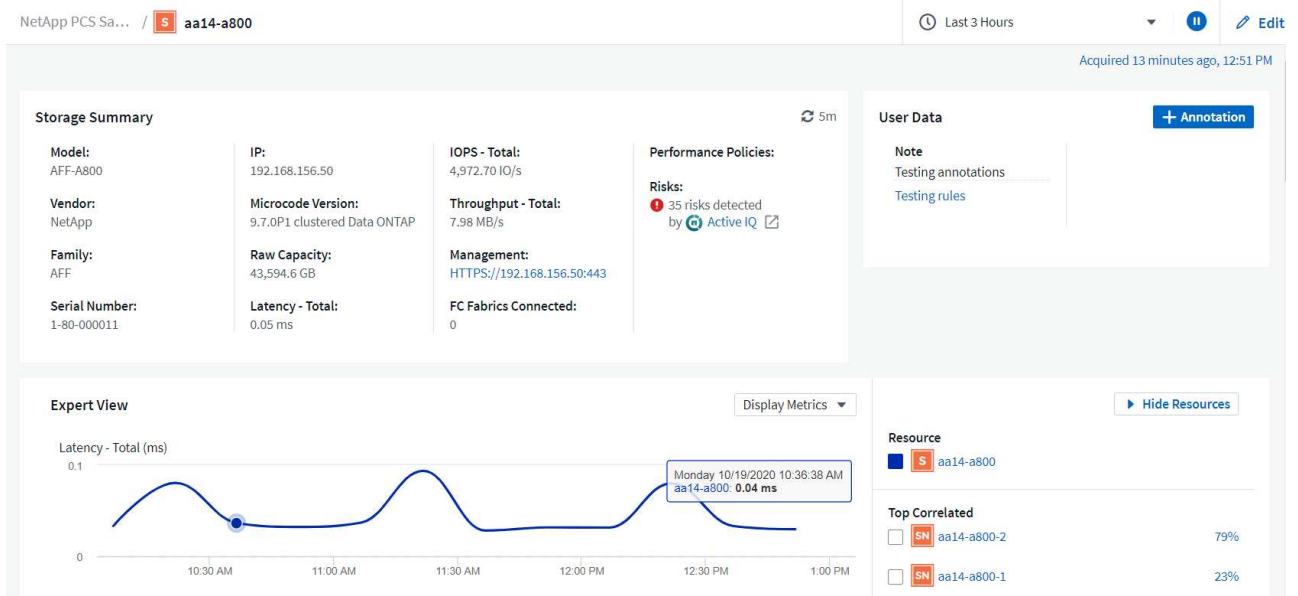 NetApp PCS Sa... / S aa14-a800
Last 3 Hours
Edit
Acquired 13 minutes ago, 12:51 PM
Storage Summary
5m
Model:
AFF-A800
Vendor:
NetApp
Family:
AFF
Serial Number:
1-80-000011
IP:
192.168.156.50
Microcode Version:
9.7.0P1 clustered Data ONTAP
Raw Capacity:
43,594.6 GB
Latency - Total:
0.05 ms
IOPS - Total:
4,972.70 IO/s
Throughput - Total:
7.98 MB/s
Management:
HTTPS://192.168.156.50:443
FC Fabrics Connected:
0
Performance Policies:
Risks:
35 risks detected
by Active IQ
User Data
+ Annotation
Note
Testing annotations
Testing rules
Expert View
Display Metrics
Latency - Total (ms)
0.1
0
Monday 10/19/2020 10:36:38 AM
aa14-a800: 0.04 ms
10:30 AM
11:00 AM
11:30 AM
12:00 PM
12:30 PM
1:00 PM
Hide Resources
Resource
S aa14-a800
Top Correlated
SN aa14-a800-2 79%
SN aa14-a800-1 23%